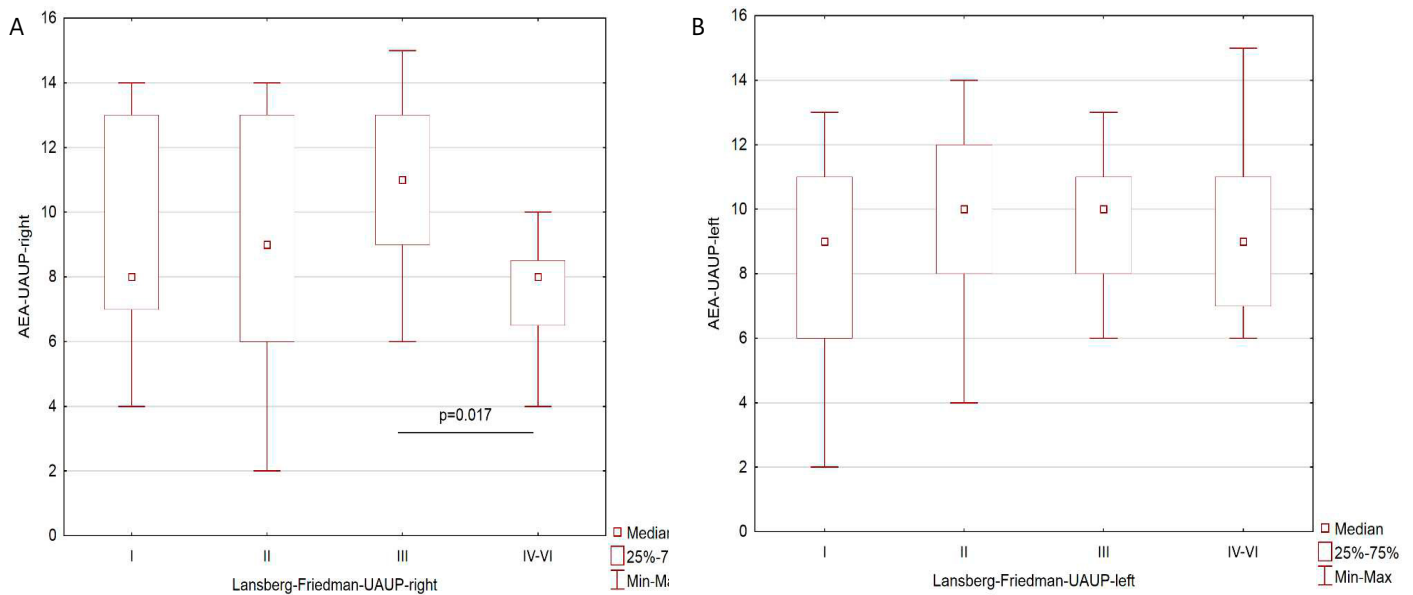 A
16
14
12
10
8
6
4
2
0
AEA-UAUP-right
p=0.017
I II III IV-VI
Lansberg-Friedman-UAUP-right
Median
25%-7
Min-Ma
B
16
14
12
10
8
6
4
2
0
AEA-UAUP-left
I II III IV-VI
Lansberg-Friedman-UAUP-left
Median
25%-75%
Min-Max